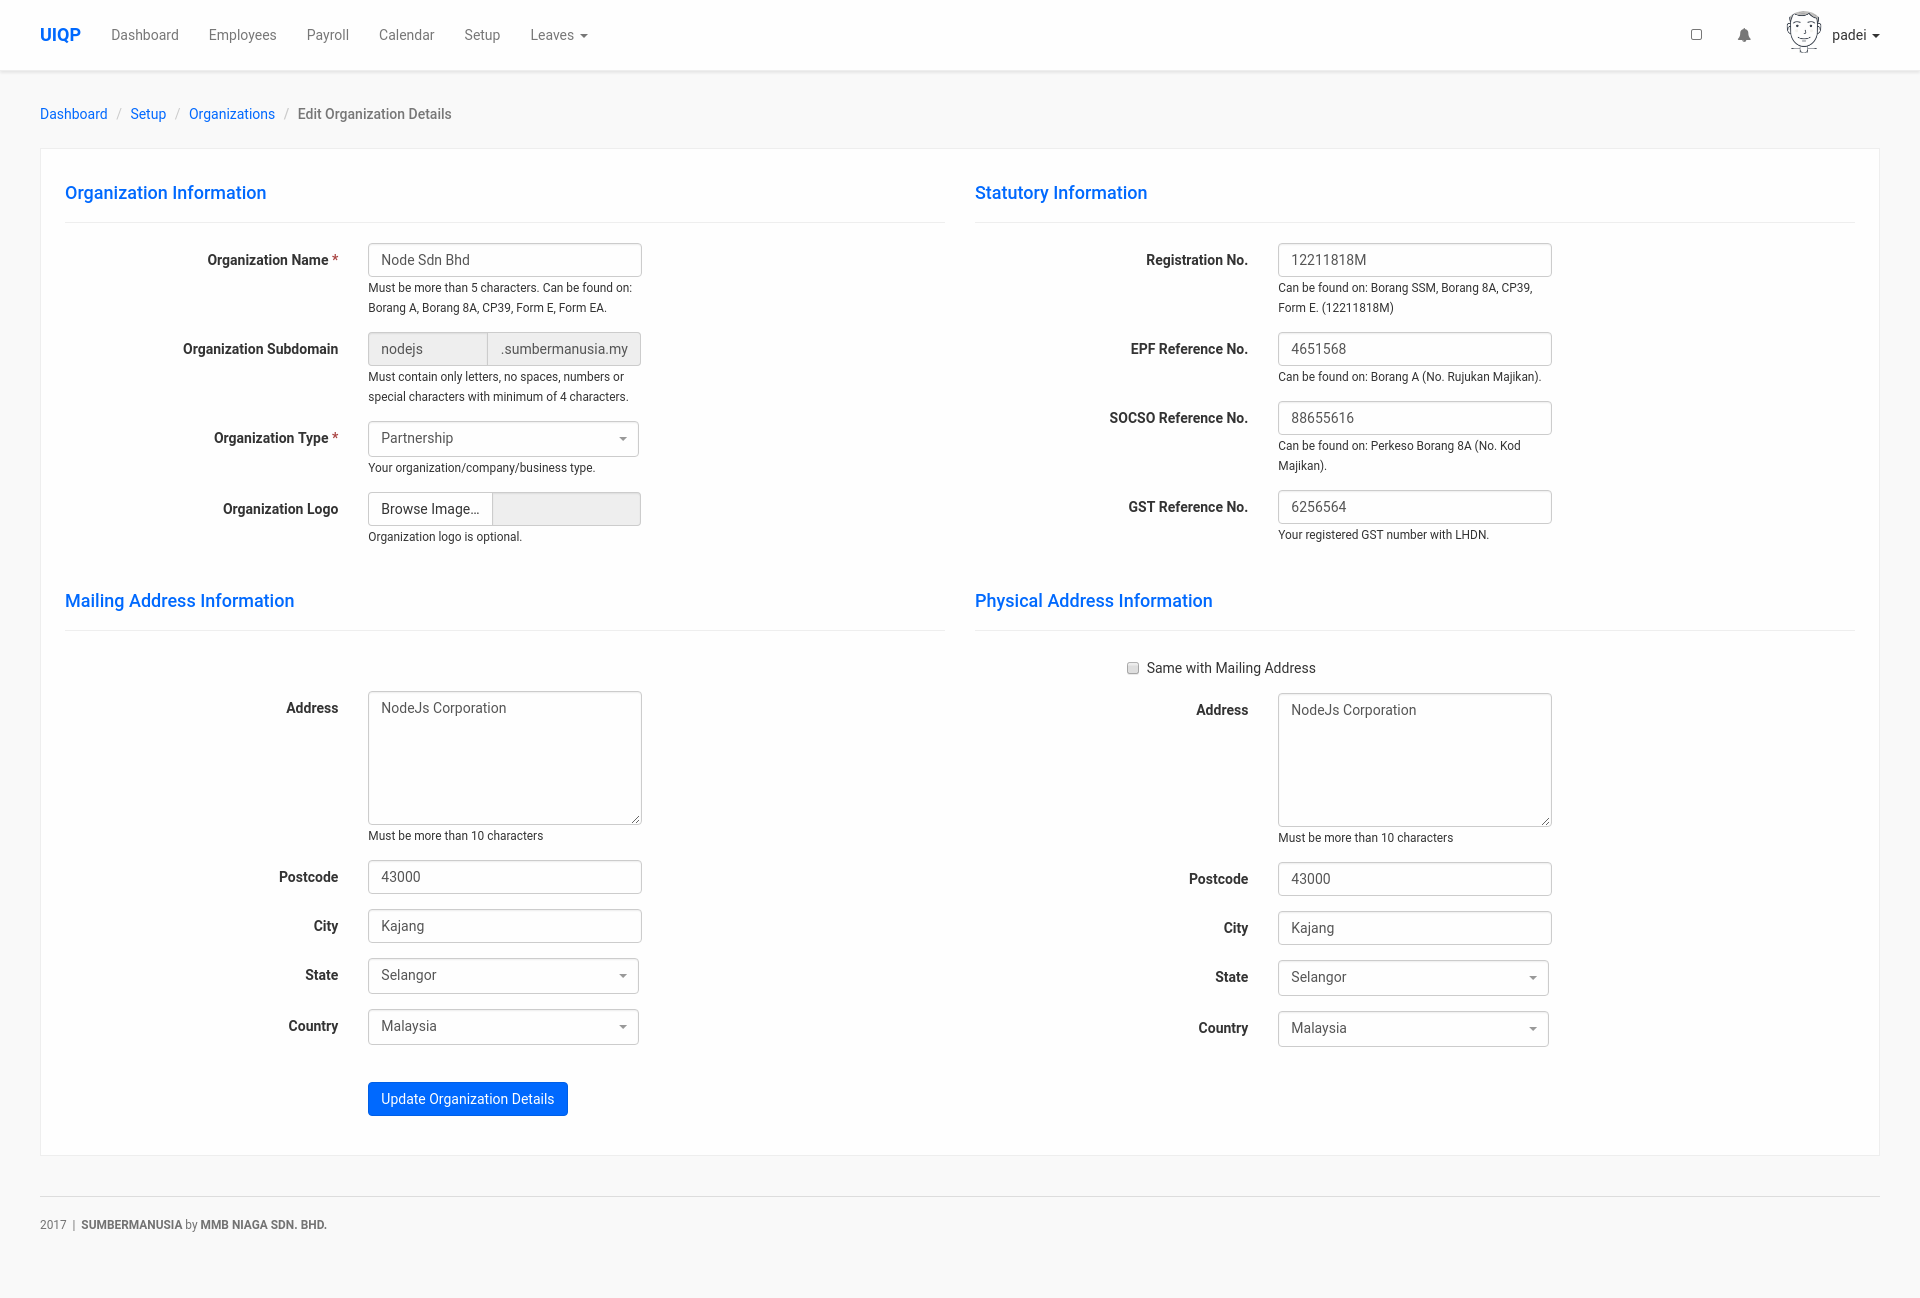 UIQP Dashboard Employees Payroll Calendar Setup Leaves padei
Dashboard / Setup / Organizations / Edit Organization Details
Organization Information
Organization Name *
Node Sdn Bhd
Must be more than 5 characters. Can be found on:
Borang A, Borang 8A, CP39, Form E, Form EA.
Organization Subdomain
nodejs .sumbermanusia.my
Must contain only letters, no spaces, numbers or
special characters with minimum of 4 characters.
Organization Type *
Partnership
Your organization/company/business type.
Organization Logo
Browse Image...
Organization logo is optional.
Statutory Information
Registration No.
12211818M
Can be found on: Borang SSM, Borang 8A, CP39,
Form E. (12211818M)
EPF Reference No.
4651568
Can be found on: Borang A (No. Rujukan Majikan).
SOCSO Reference No.
88655616
Can be found on: Perkeso Borang 8A (No. Kod
Majikan).
GST Reference No.
6256564
Your registered GST number with LHDN.
Mailing Address Information
Address
NodeJs Corporation
Must be more than 10 characters
Postcode
43000
City
Kajang
State
Selangor
Country
Malaysia
Update Organization Details
Physical Address Information
Same with Mailing Address
Address
NodeJs Corporation
Must be more than 10 characters
Postcode
43000
City
Kajang
State
Selangor
Country
Malaysia
2017 | SUMBERMANUSIA by MMB NIAGA SDN. BHD.